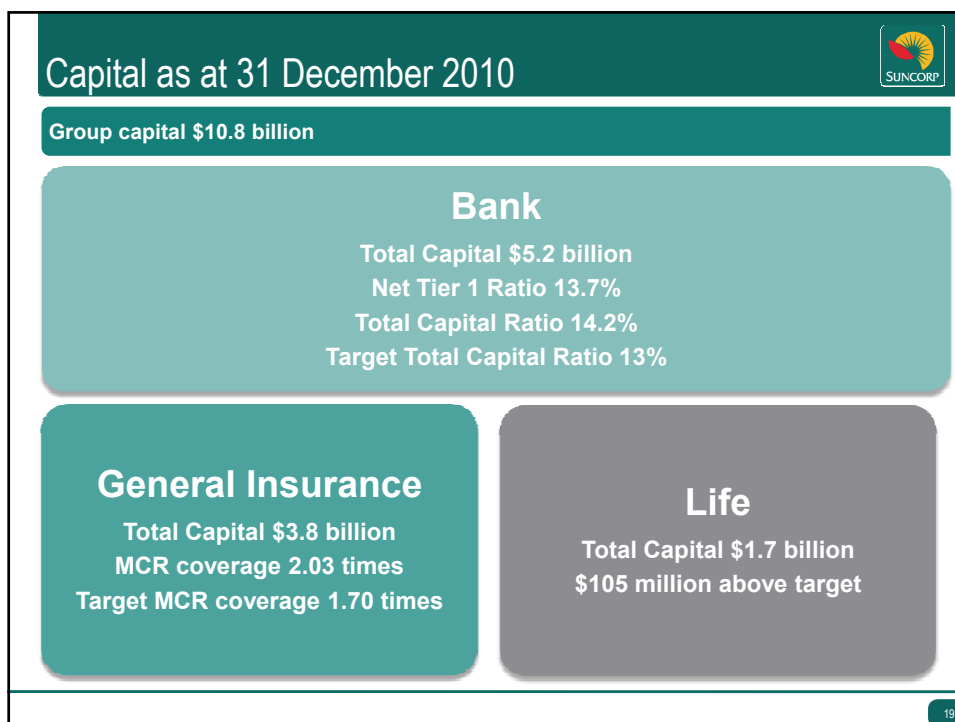 Capital as at 31 December 2010
SUNCORP
Group capital $10.8 billion
Bank
Total Capital $5.2 billion
Net Tier 1 Ratio 13.7%
Total Capital Ratio 14.2%
Target Total Capital Ratio 13%
General Insurance
Total Capital $3.8 billion
MCR coverage 2.03 times
Target MCR coverage 1.70 times
Life
Total Capital $1.7 billion
$105 million above target
19